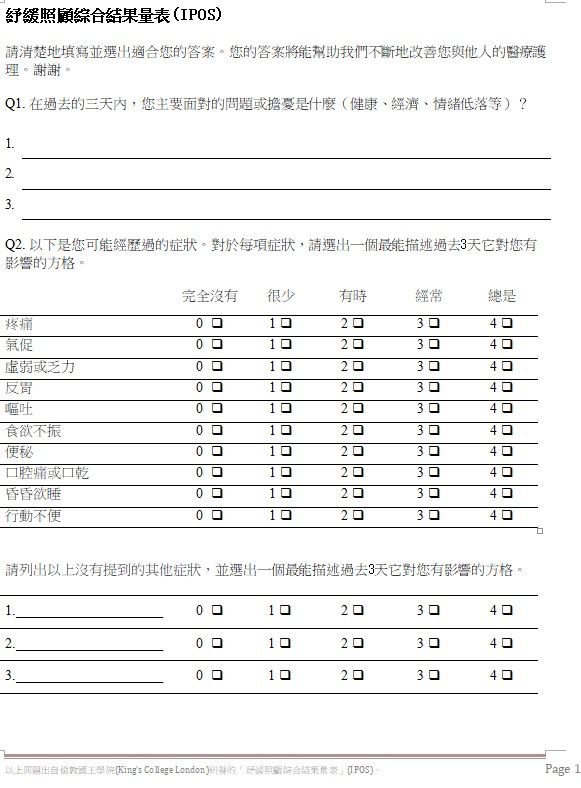 紓緩照顧綜合結果量表(IPOS)
請清楚地填寫並選出適合您的答案。您的答案將能幫助我們不斷地改善您與他人的醫療護
理。謝謝。
Q1. 在過去的三天內，您主要面對的問題或擔憂是什麼（健康、經濟、情緒低落等）？
1.
2.
3.
Q2. 以下是您可能經歷過的症狀。對於每項症狀，請選出一個最能描述過去3天它對您有
影響的方格。
完全沒有 很少 有時 經常 總是
疼痛 0 ❑ 1 ❑ 2 ❑ 3 ❑ 4 ❑
氣促 0 ❑ 1 ❑ 2 ❑ 3 ❑ 4 ❑
虛弱或乏力 0 ❑ 1 ❑ 2 ❑ 3 ❑ 4 ❑
反胃 0 ❑ 1 ❑ 2 ❑ 3 ❑ 4 ❑
嘔吐 0 ❑ 1 ❑ 2 ❑ 3 ❑ 4 ❑
食欲不振 0 ❑ 1 ❑ 2 ❑ 3 ❑ 4 ❑
便秘 0 ❑ 1 ❑ 2 ❑ 3 ❑ 4 ❑
口腔痛或口乾 0 ❑ 1 ❑ 2 ❑ 3 ❑ 4 ❑
昏昏欲睡 0 ❑ 1 ❑ 2 ❑ 3 ❑ 4 ❑
行動不便 0 ❑ 1 ❑ 2 ❑ 3 ❑ 4 ❑
請列出以上沒有提到的其他症狀，並選出一個最能描述過去3天它對您有影響的方格。
1.________________ 0 ❑ 1 ❑ 2 ❑ 3 ❑ 4 ❑
2.________________ 0 ❑ 1 ❑ 2 ❑ 3 ❑ 4 ❑
3.________________ 0 ❑ 1 ❑ 2 ❑ 3 ❑ 4 ❑
以上問題出自倫敦國王學院(King's College London)研發的「紓緩照顧綜合結果量表」(IPOS)。 Page 1